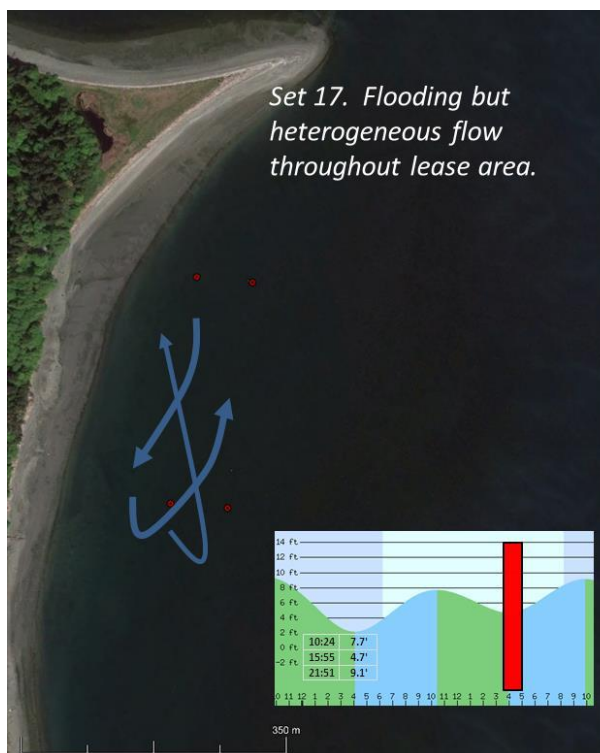 Set 17. Flooding but
heterogeneous flow
throughout lease area.
14 ft
12 ft
10 ft
8 ft
6 ft
4 ft
2 ft
0 ft
-2 ft
10:24 7.7'
15:55 4.7'
21:51 9.1'
0 11 12 1 2 3 4 5 6 7 8 9 10 11 12 1 2 3 4 5 6 7 8 9 10
350 m